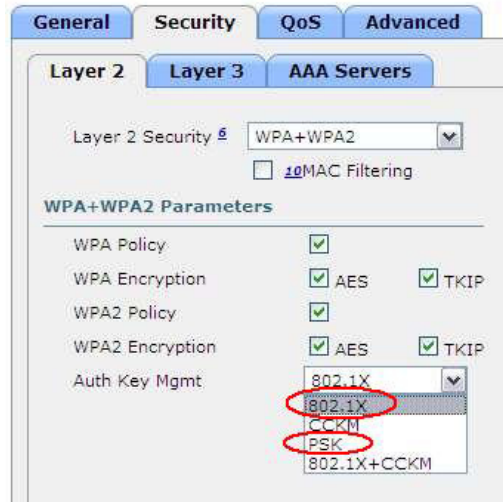 General Security QoS Advanced
Layer 2 Layer 3 AAA Servers
Layer 2 Security 6 WPA+WPA2
10MAC Filtering
WPA+WPA2 Parameters
WPA Policy
WPA Encryption AES TKIP
WPA2 Policy
WPA2 Encryption AES TKIP
Auth Key Mgmt 802.1X
802.1X
CCKM
PSK
802.1X+CCKM